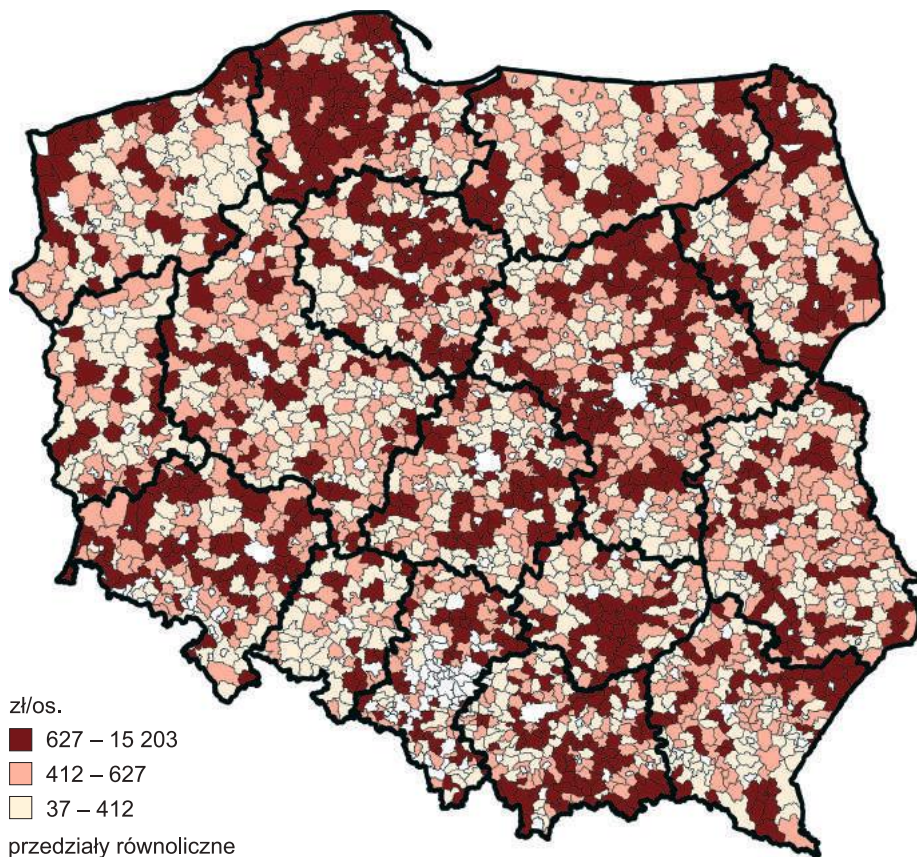 zł/os.
627 – 15 203
412 – 627
37 – 412
przedziały równoliczne